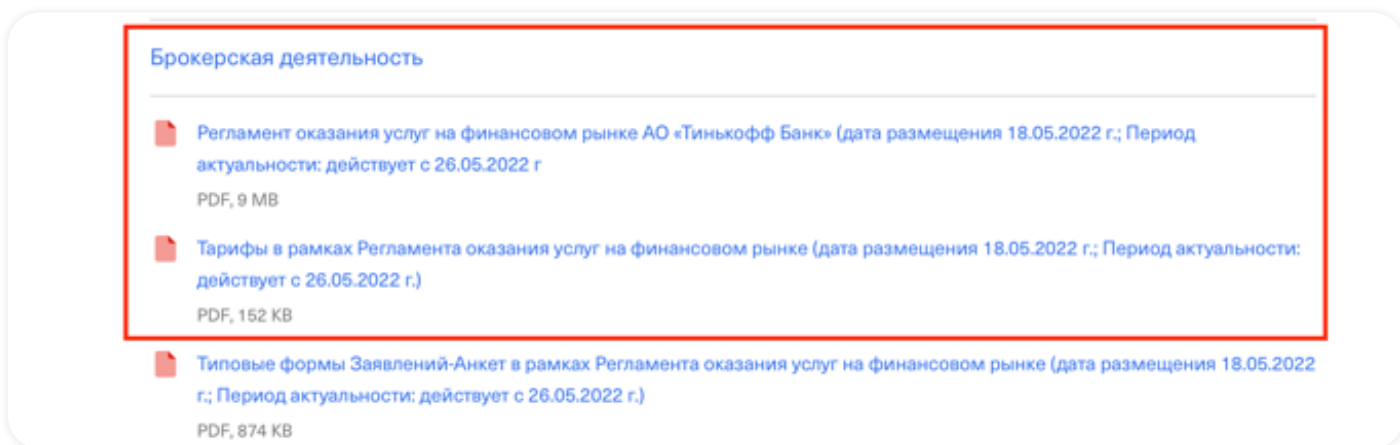 Брокерская деятельность
Регламент оказания услуг на финансовом рынке АО «Тинькофф Банк» (дата размещения 18.05.2022 г.; Период
актуальности: действует с 26.05.2022 г
PDF, 9 MB
Тарифы в рамках Регламента оказания услуг на финансовом рынке (дата размещения 18.05.2022 г.; Период актуальности:
действует с 26.05.2022 г.)
PDF, 152 KB
Типовые формы Заявлений-Анкет в рамках Регламента оказания услуг на финансовом рынке (дата размещения 18.05.2022
г.; Период актуальности: действует с 26.05.2022 г.)
PDF, 874 KB